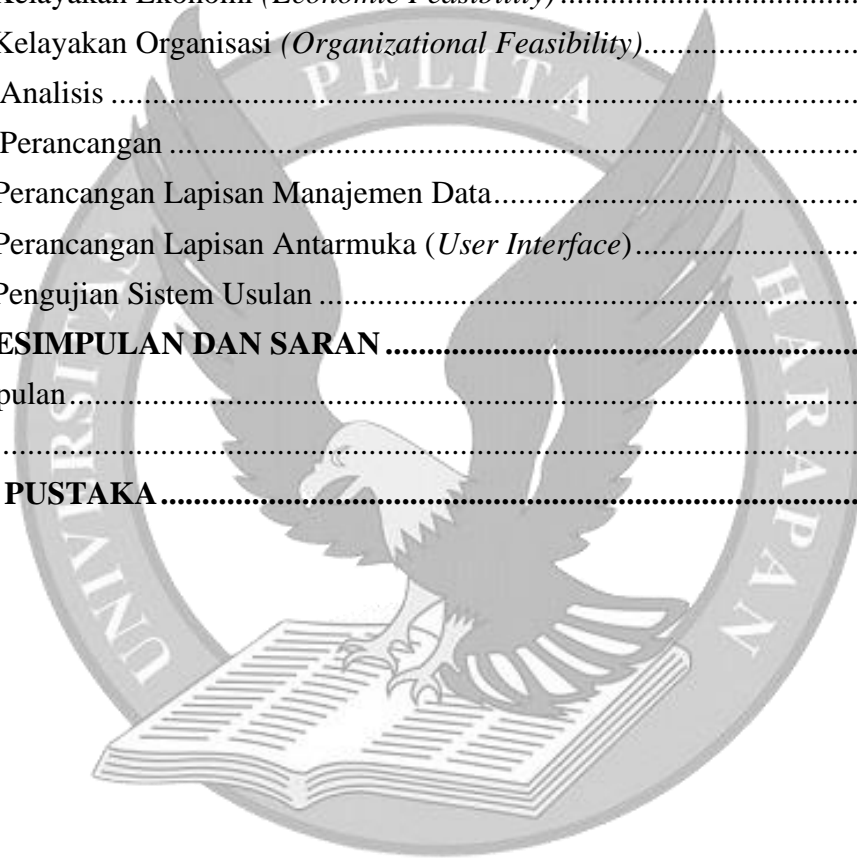 Kelayakan Ekonomi (Economic Feasibility)........................................
Kelayakan Organisasi (Organizational Feasibility)........................................
Analisis ........................................
Perancangan ........................................
Perancangan Lapisan Manajemen Data........................................
Perancangan Lapisan Antarmuka (User Interface)........................................
Pengujian Sistem Usulan ........................................
ESIMPULAN DAN SARAN ........................................
pulan........................................
........................................
PUSTAKA........................................
UNIVERSITAS PELITA HARAPAN